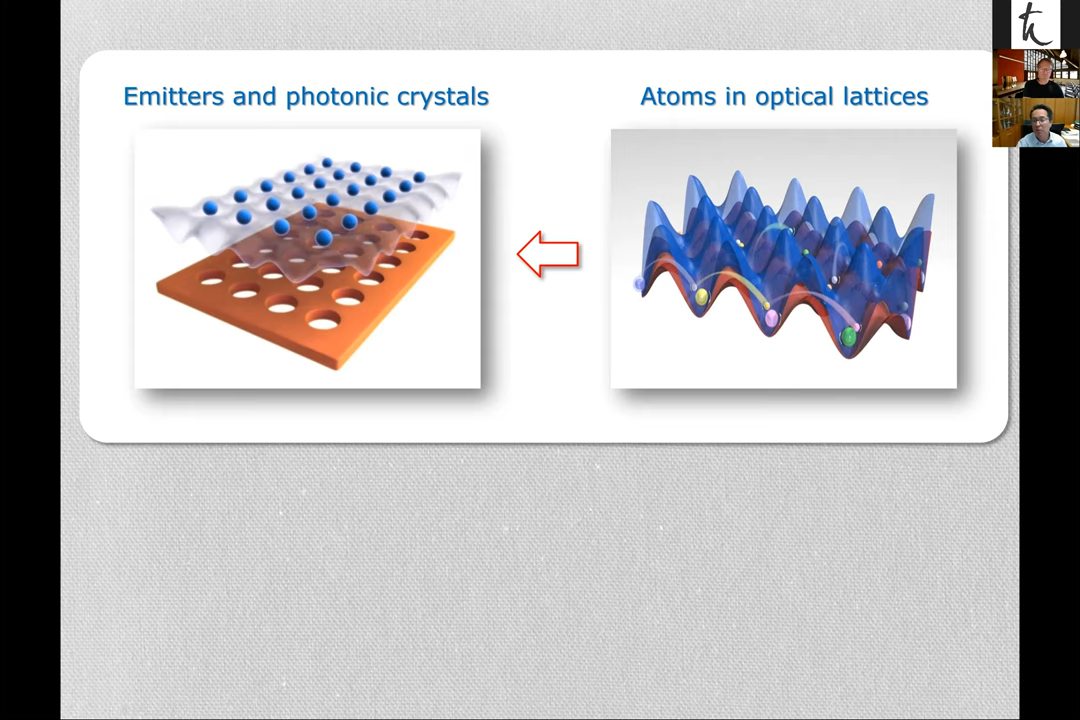 Emitters and photonic crystals
Atoms in optical lattices